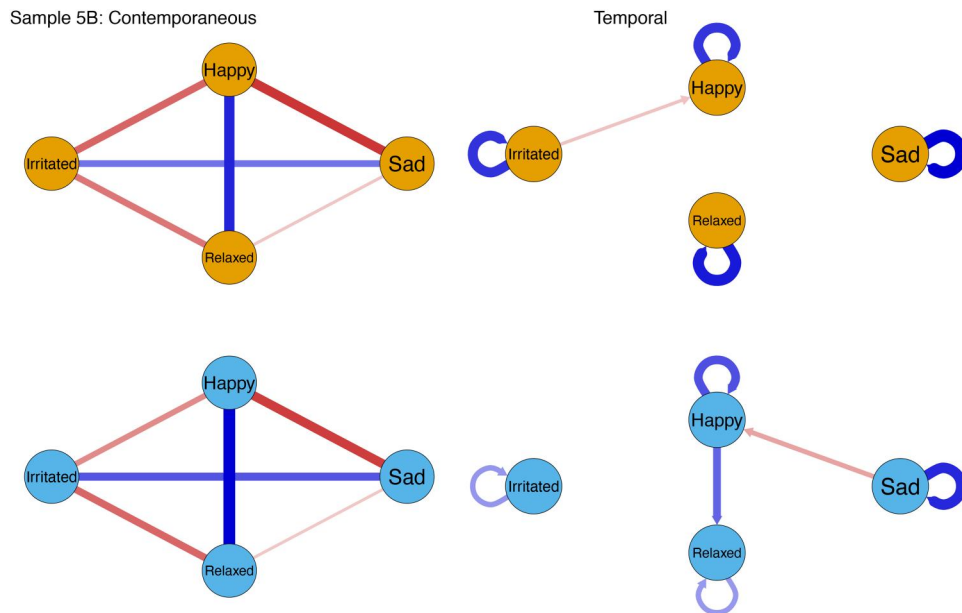 Sample 5B: Contemporaneous
Temporal
Happy
Irritated
Sad
Relaxed
Happy
Irritated
Sad
Relaxed
Happy
Irritated
Sad
Relaxed
Happy
Irritated
Sad
Relaxed